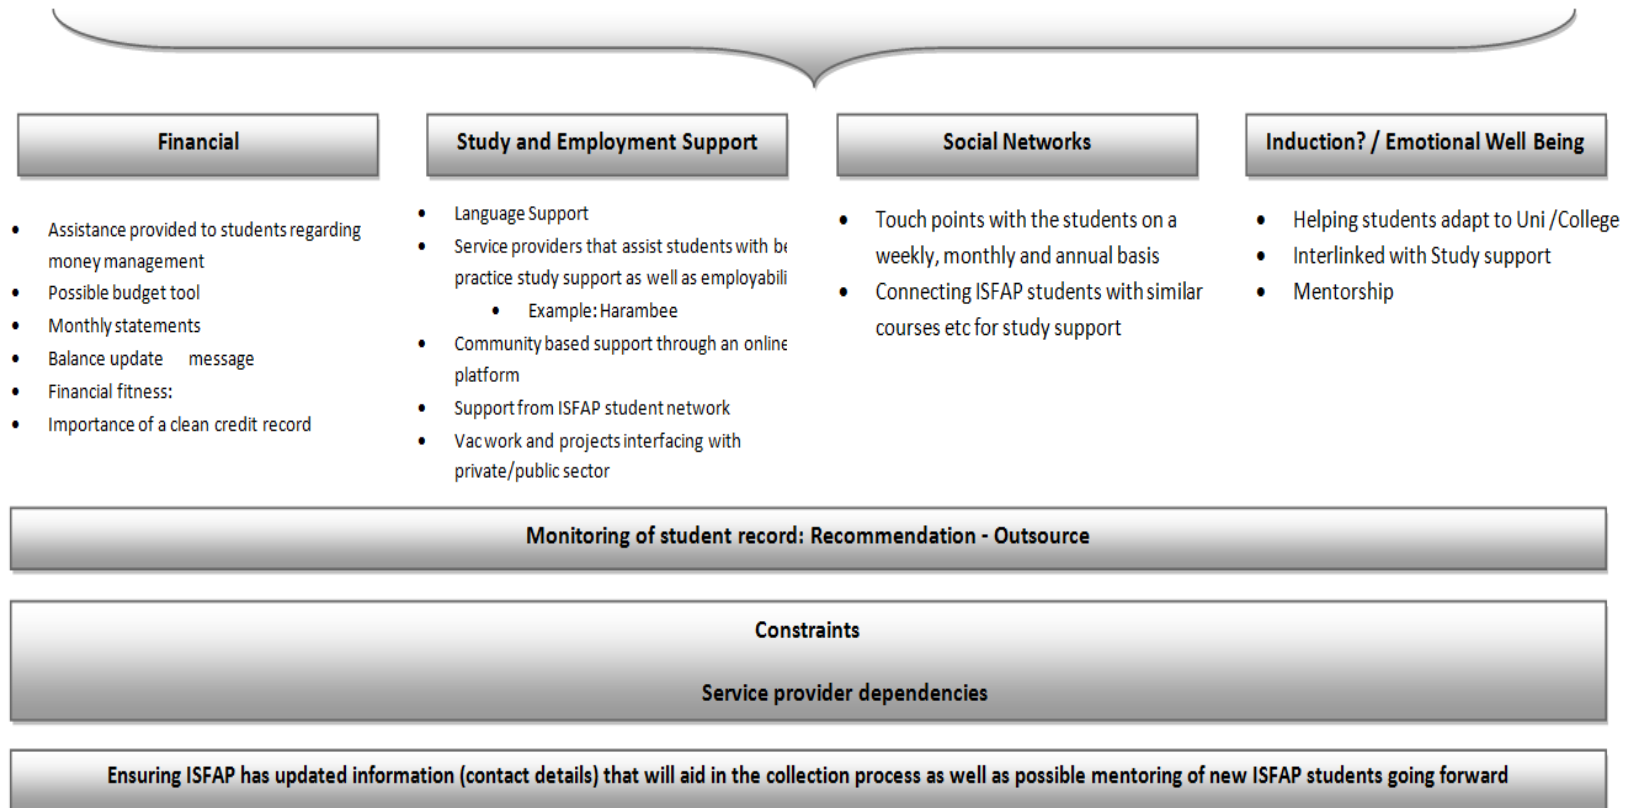 Financial
Assistance provided to students regarding
money management
Possible budget tool
Monthly statements
Balance update message
Financial fitness:
Importance of a clean credit record
Study and Employment Support
Language Support
Service providers that assist students with
practice study support as well as
Example: Harambee
Community based support through an online
platform
Support from ISFAP student network
Vac work and projects interfacing with
private/public sector
Social Networks
Touch points with the students on a
weekly, monthly and annual basis
Connecting ISFAP students with similar
courses etc for study support
Induction? / Emotional Well Being
Helping students adapt to Uni /College
Interlinked with Study support
Mentorship
Monitoring of student record: Recommendation - Outsource
Constraints
Service provider dependencies
Ensuring ISFAP has updated information (contact details) that will aid in the collection process as well as possible mentoring of new ISFAP students going forward